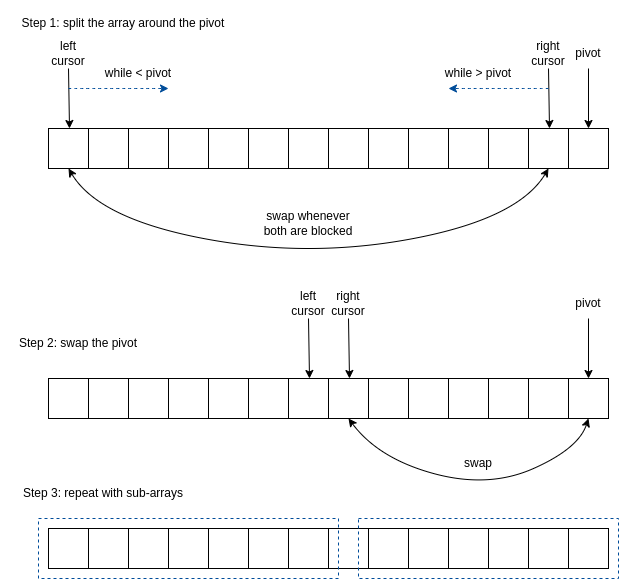 Step 1: split the array around the pivot
left
cursor
while < pivot
while > pivot
right
cursor
pivot
swap whenever
both are blocked
left
cursor
right
cursor
pivot
Step 2: swap the pivot
swap
Step 3: repeat with sub-arrays